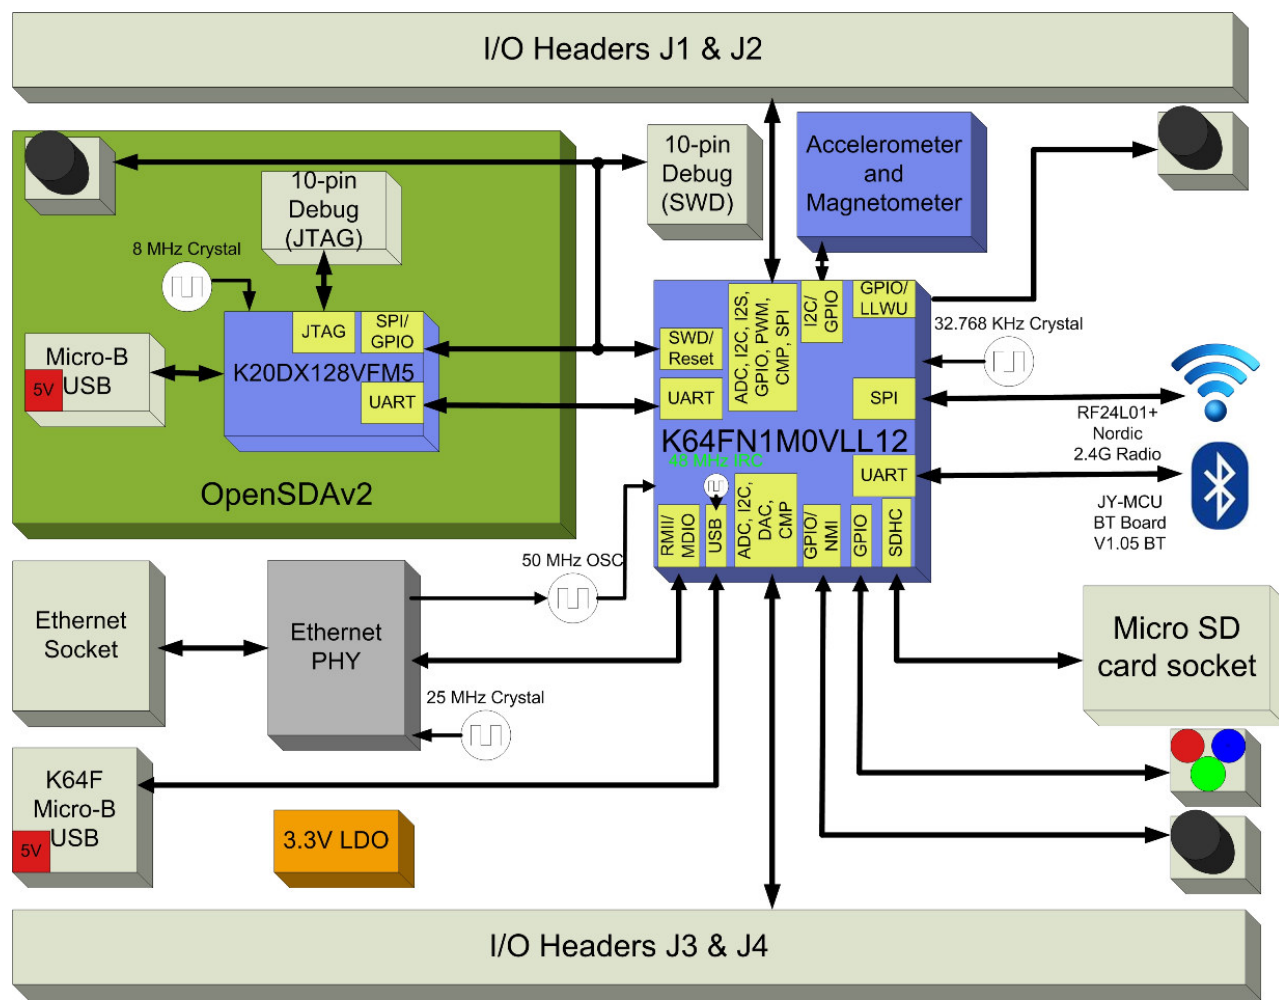 I/O Headers J1 & J2
10-pin
Debug
(SWD)
Accelerometer
and
Magnetometer
10-pin
Debug
(JTAG)
8 MHz Crystal
JTAG
SPI/
GPIO
K20DX128VFM5
UART
Micro-B
USB
5V
OpenSDAv2
SWD/
Reset
UART
ADC, I2C, I2S,
GPIO, PWM,
CMP, SPI
I2C/
GPIO
GPIO/
LLWU
32.768 KHz Crystal
SPI
K64FN1M0VLL12
48 MHz IRC
UART
RMII/
MDIO
USB
ADC, I2C,
DAC,
CMP
GPIO/
NMI
GPIO
SDHC
RF24L01+
Nordic
2.4G Radio
JY-MCU
BT Board
V1.05 BT
50 MHz OSC
Ethernet
Socket
Ethernet
PHY
25 MHz Crystal
Micro SD
card socket
K64F
Micro-B
USB
5V
3.3V LDO
I/O Headers J3 & J4